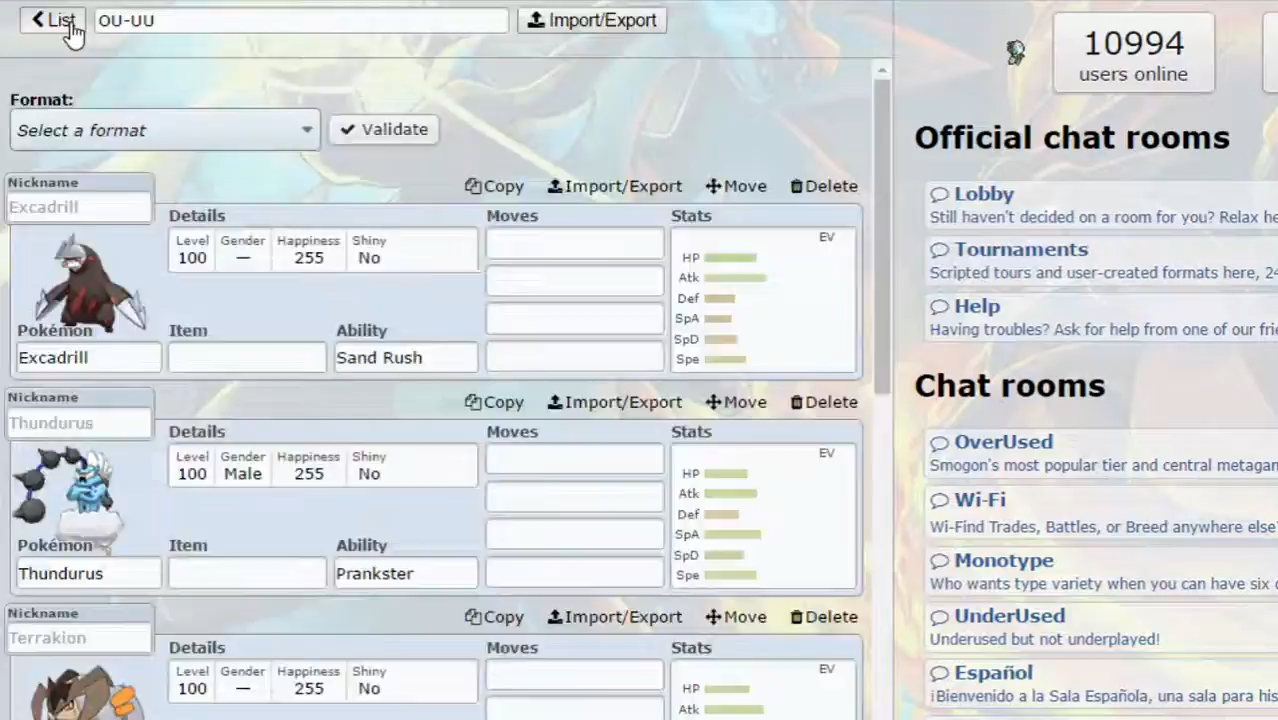 List
OU-UU
Import/Export
10994
users online
Format:
Select a format
Validate
Official chat rooms
Lobby
Still haven't decided on a room for you? Relax he
Tournaments
Scripted tours and user-created formats here, 24
Help
Having troubles? Ask for help from one of our frie
Chat rooms
OverUsed
Smogon's most popular tier and central metagan
Wi-Fi
Wi-Find Trades, Battles, or Breed anywhere else'
Monotype
Who wants type variety when you can have six o
UnderUsed
Underused but not underplayed!
Español
¡Bienvenido a la Sala Española, una sala para his
Nickname
Excadrill
Copy Import/Export Move Delete
Details Moves Stats
Level Gender Happiness Shiny
100 — 255 No
EV
HP
Atk
Def
SpA
SpD
Spe
Pokémon Item Ability
Excadrill Sand Rush
Nickname
Thundurus
Copy Import/Export Move Delete
Details Moves Stats
Level Gender Happiness Shiny
100 Male 255 No
EV
HP
Atk
Def
SpA
SpD
Spe
Pokémon Item Ability
Thundurus Prankster
Nickname
Terrakion
Copy Import/Export Move Delete
Details Moves Stats
Level Gender Happiness Shiny
100 — 255 No
EV
HP
Atk